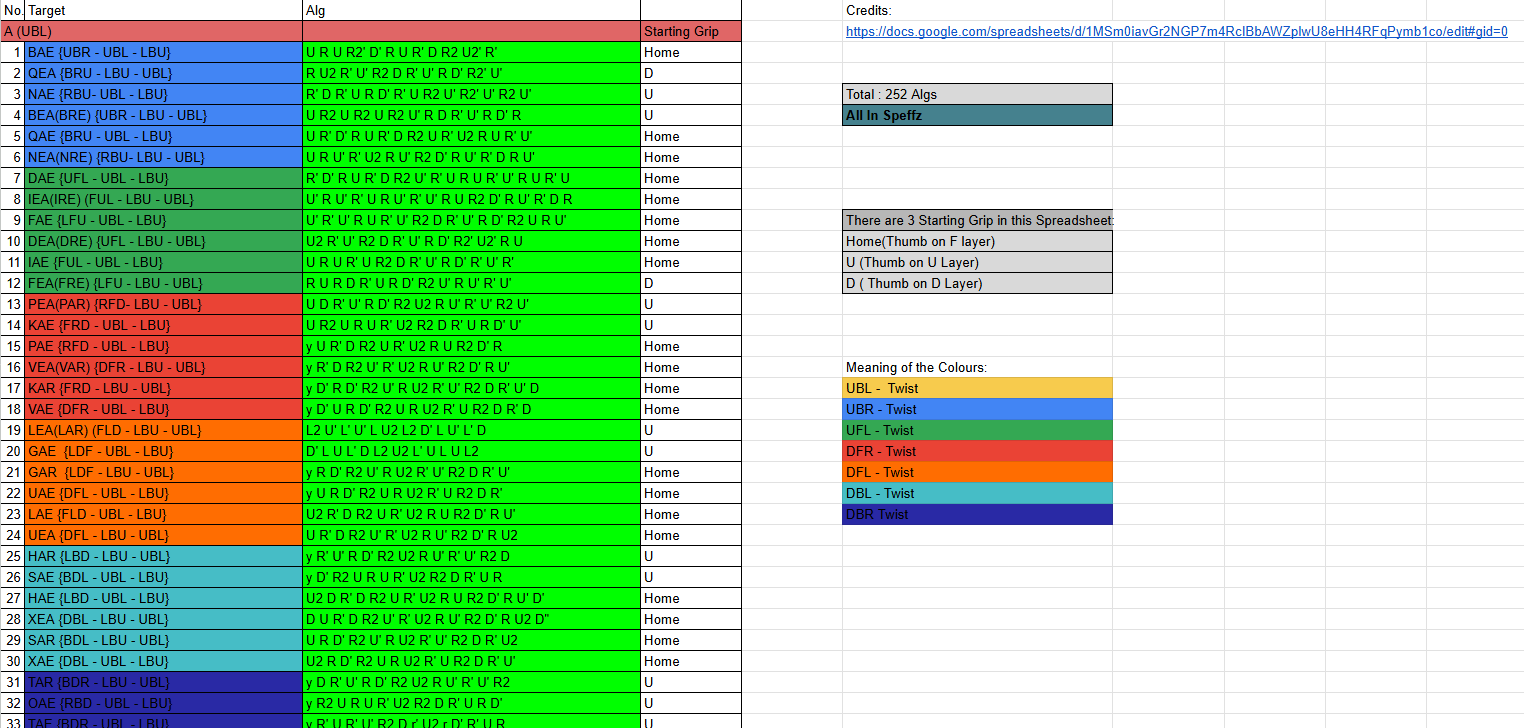 No. Target Alg Credits:
A (UBL) Starting Grip https://docs.google.com/spreadsheets/d/1MSm0iavGr2NGP7m4RcIBbAWZplwU8eHH4RFqPymb1co/edit#gid=0
1 BAE {UBR - UBL - LBU} U R U R2' D' R U R' D R2 U2' R' Home
2 QEA {BRU - LBU - UBL} R U2 R' U' R2 D R' U' R D' R2' U' D
3 NAE {RBU- UBL - LBU} R' D R' U R D' R' U R2 U' R2' U' R2 U' U Total : 252 Algs
4 BEA(BRE) {UBR - LBU - UBL} U R2 U R2 U R2 U' R D R' U' R D' R U All In Speffz
5 QAE {BRU - UBL - LBU} U R' D' R U R' D R2 U R' U2 R U R' U' Home
6 NEA(NRE) {RBU- LBU - UBL} U R U' R' U2 R U' R2 D' R U' R' D R U' Home
7 DAE {UFL - UBL - LBU} R' D' R U R' D R2 U' R' U R U R' U' R U R' U Home
8 IEA(IRE) (FUL - LBU - UBL} U' R U' R' U R U' R' U' R U R2 D' R U' R' D R Home
9 FAE {LFU - UBL - LBU} U' R' U' R U R' U' R2 D R' U' R D' R2 U R U' Home There are 3 Starting Grip in this Spreadsheet:
10 DEA(DRE) {UFL - LBU - UBL} U2 R' U' R2 D R' U' R D' R2' U2' R U Home Home(Thumb on F layer)
11 IAE {FUL - UBL - LBU} U R U R' U R2 D R' U' R D' R' U' R' Home U (Thumb on U Layer)
12 FEA(FRE) {LFU - LBU - UBL} R U R D R' U R D' R2 U R' U' R' U' D D ( Thumb on D Layer)
13 PEA(PAR) {RFD- LBU - UBL} U D R' U' R D' R2 U2 R U' R' U' R2 U' U
14 KAE {FRD - UBL - LBU} U R2 U R U R' U2 R2 D R' U R D' U' U
15 PAE {RFD - UBL - LBU} y U R' D R2 U R' U2 R U R2 D' R Home
16 VEA(VAR) {DFR - LBU - UBL} y R' D R2 U' R' U2 R U' R2 D' R U' Home Meaning of the Colours:
17 KAR {FRD - LBU - UBL} y D' R D' R2 U' R U2 R' U' R2 D R' U' D Home UBL - Twist
18 VAE {DFR - UBL - LBU} y D' U R D' R2 U R U2 R' U R2 D R' D Home UBR - Twist
19 LEA(LAR) (FLD - LBU - UBL} L2 U' L' U' L U2 L2 D' L U' L' D U UFL - Twist
20 GAE {LDF - UBL - LBU} D' L U L' D L2 U2 L' U L U L2 U DFR - Twist
21 GAR {LDF - LBU - UBL} y R D' R2 U' R U2 R' U' R2 D R' U' Home DFL - Twist
22 UAE {DFL - UBL - LBU} y U R D' R2 U R U2 R' U R2 D R' Home DBL - Twist
23 LAE {FLD - UBL - LBU} U2 R' D R2 U R' U2 R U R2 D' R U' Home DBR Twist
24 UEA {DFL - LBU - UBL} U R' D R2 U' R' U2 R U' R2 D' R U2 Home
25 HAR {LBD - LBU - UBL} y R' U' R D' R2 U2 R U' R' U' R2 D U
26 SAE {BDL - UBL - LBU} y D' R2 U R U R' U2 R2 D R' U R U
27 HAE {LBD - UBL - LBU} U2 D R' D R2 U R' U2 R U R2 D' R U' D' Home
28 XEA {DBL - LBU - UBL} D U R' D R2 U' R' U2 R U' R2 D' R U2 D'' Home
29 SAR {BDL - LBU - UBL} U R D' R2 U' R U2 R' U' R2 D R' U2 Home
30 XAE {DBL - UBL - LBU} U2 R D' R2 U R U2 R' U R2 D R' U' Home
31 TAR {BDR - LBU - UBL} y D R' U' R D' R2 U2 R U' R' U' R2 U
32 OAE {RBD - UBL - LBU} y R2 U R U R' U2 R2 D R' U R D' U
33 TAE {BDR - UBL - LBU} y R' U R' U' R2 D r' U2 r D' R' U R U